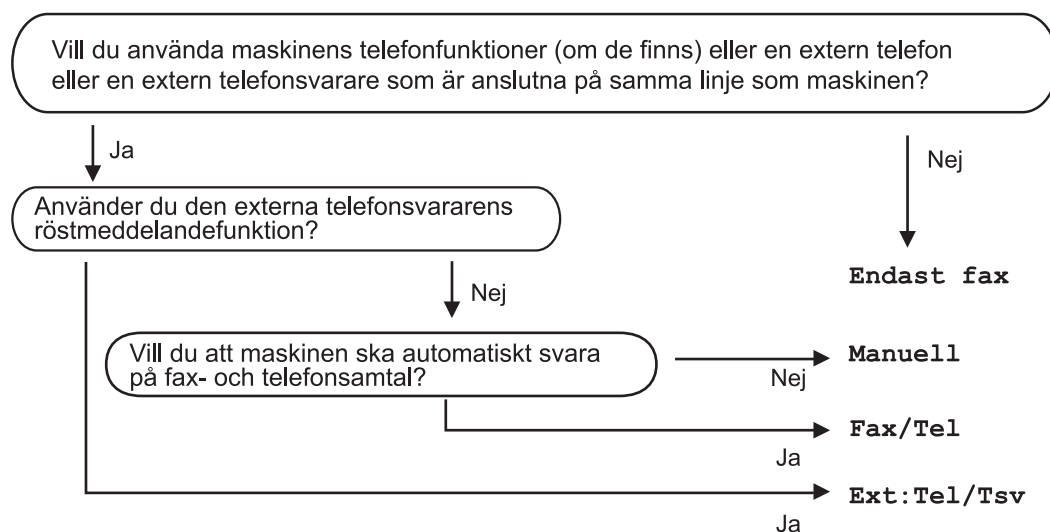 Vill du använda maskinens telefonfunktioner (om de finns) eller en extern telefon
eller en extern telefonsvarare som är anslutna på samma linje som maskinen?
Ja
Nej
Använder du den externa telefonsvararens
röstmeddelandefunktion?
Endast fax
Nej
Vill du att maskinen ska automatiskt svara
på fax- och telefonsamtal?
Manuell
Nej
Fax/Tel
Ja
Ext:Tel/Tsv
Ja